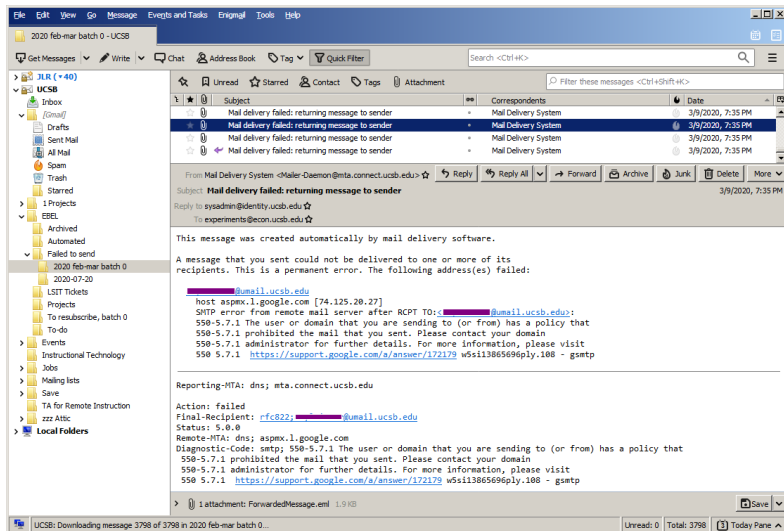 File Edit View Go Message Events and Tasks Enigmail Tools Help
2020 feb-mar batch 0 - UCSB
Get Messages Write Chat Address Book Tag Quick Filter Search <Ctrl+K>
JLR (40)
UCSB
Inbox
[Gmail]
Drafts
Sent Mail
All Mail
Spam
Trash
Starred
1 Projects
EBEL
Archived
Automated
Failed to send
2020 feb-mar batch 0
2020-07-20
LSIT Tickets
Projects
To resubscribe, batch 0
To-do
Events
Instructional Technology
Jobs
Mailing lists
Save
TA for Remote Instruction
zzz Attic
Local Folders
Unread Starred Contact Tags Attachment Filter these messages <Ctrl+Shift+K>
Subject Correspondents Date
Mail delivery failed: returning message to sender Mail Delivery System 3/9/2020, 7:35 PM
Mail delivery failed: returning message to sender Mail Delivery System 3/9/2020, 7:35 PM
Mail delivery failed: returning message to sender Mail Delivery System 3/9/2020, 7:35 PM
Mail delivery failed: returning message to sender Mail Delivery System 3/9/2020, 7:35 PM
From Mail Delivery System <Mailer-Daemon@mta.connect.ucsb.edu> Reply Reply All Forward Archive Junk Delete More
Subject Mail delivery failed: returning message to sender 3/9/2020, 7:35 PM
Reply to sysadmin@identity.ucsb.edu
To experiments@econ.ucsb.edu
This message was created automatically by mail delivery software.
A message that you sent could not be delivered to one or more of its
recipients. This is a permanent error. The following address(es) failed:
@umail.ucsb.edu
host aspmx.l.google.com [74.125.20.27]
SMTP error from remote mail server after RCPT TO:< @umail.ucsb.edu>:
550-5.7.1 The user or domain that you are sending to (or from) has a policy that
550-5.7.1 prohibited the mail that you sent. Please contact your domain
550-5.7.1 administrator for further details. For more information, please visit
550 5.7.1 https://support.google.com/a/answer/172179 w5si13865696ply.108 - gsmtp
Reporting-MTA: dns; mta.connect.ucsb.edu
Action: failed
Final-Recipient: rfc822; @umail.ucsb.edu
Status: 5.0.0
Remote-MTA: dns; aspmx.l.google.com
Diagnostic-Code: smtp; 550-5.7.1 The user or domain that you are sending to (or from) has a policy that
550-5.7.1 prohibited the mail that you sent. Please contact your domain
550-5.7.1 administrator for further details. For more information, please visit
550 5.7.1 https://support.google.com/a/answer/172179 w5si13865696ply.108 - gsmtp
1 attachment: ForwardedMessage.eml 1.9 KB Save
UCSB: Downloading message 3798 of 3798 in 2020 feb-mar batch 0... Unread: 0 Total: 3798 Today Pane